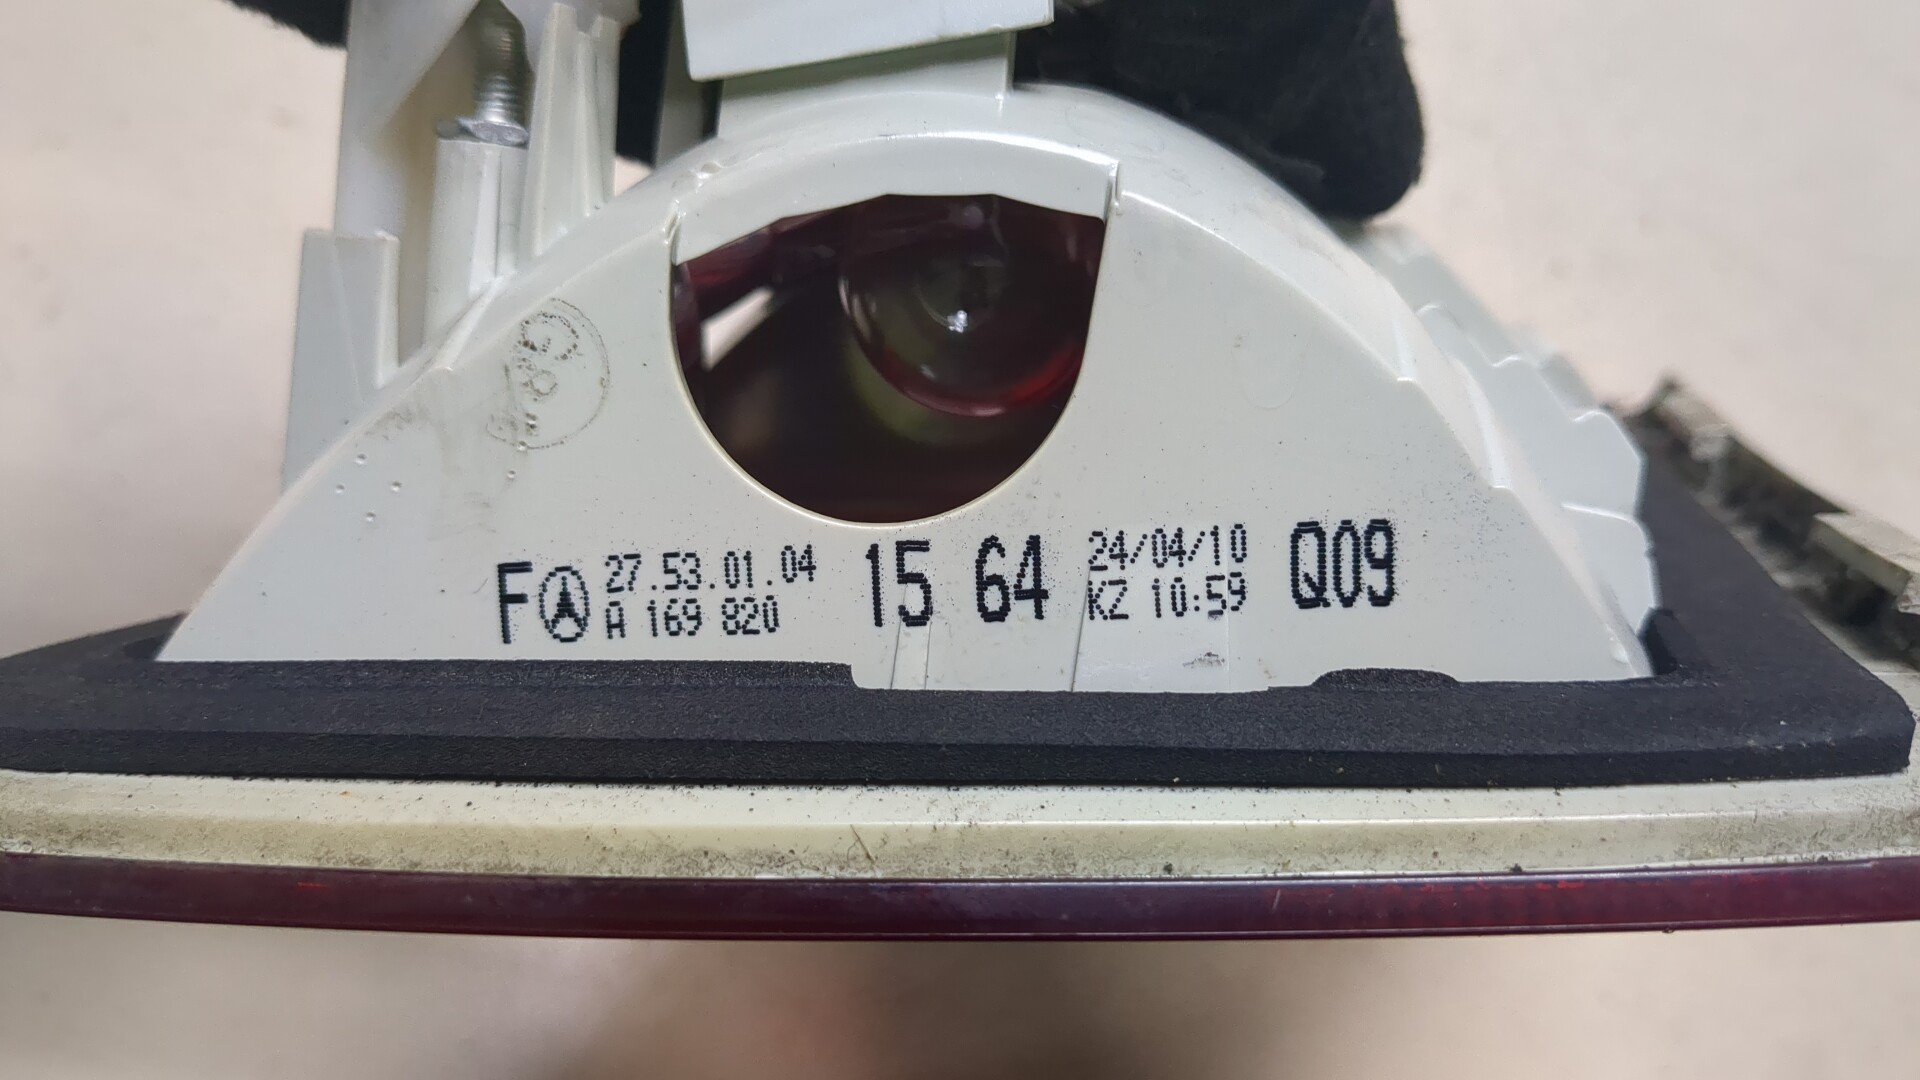 F 27.53.01.04 15 64 24/04/10 Q09
A 169 820 KZ 10:59